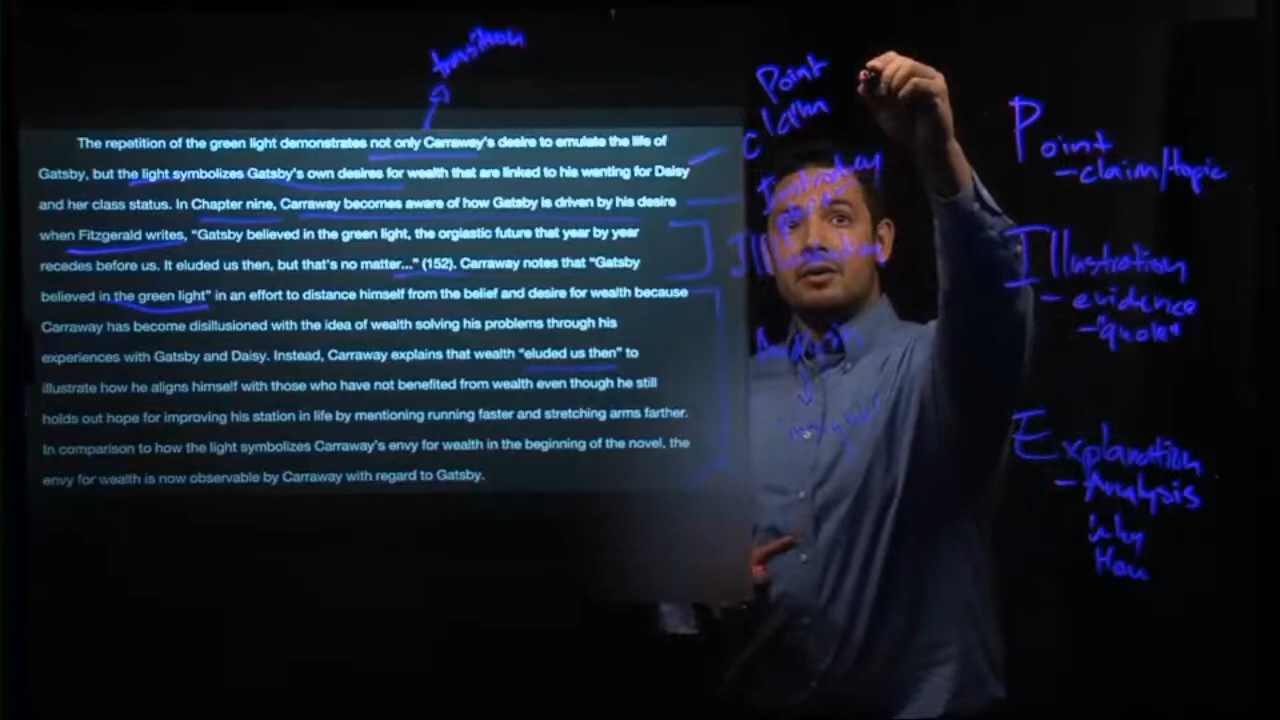 transition
The repetition of the green light demonstrates not only Carraway's desire to emulate the life of
Gatsby, but the light symbolizes Gatsby's own desires for wealth that are linked to his wanting for Daisy
and her class status. In Chapter nine, Carraway becomes aware of how Gatsby is driven by his desire
when Fitzgerald writes, “Gatsby believed in the green light, the orgiastic future that year by year
recedes before us. It eluded us then, but that's no matter...” (152). Carraway notes that “Gatsby
believed in the green light” in an effort to distance himself from the belief and desire for wealth because
Carraway has become disillusioned with the idea of wealth solving his problems through his
experiences with Gatsby and Daisy. Instead, Carraway explains that wealth “eluded us then” to
illustrate how he aligns himself with those who have not benefited from wealth even though he still
holds out hope for improving his station in life by mentioning running faster and stretching arms farther.
In comparison to how the light symbolizes Carraway's envy for wealth in the beginning of the novel, the
envy for wealth is now observable by Carraway with regard to Gatsby.
Point
Claim
Point
-claim/topic
Illustration
- evidence
- "quote"
Explanation
- Analysis
why
How